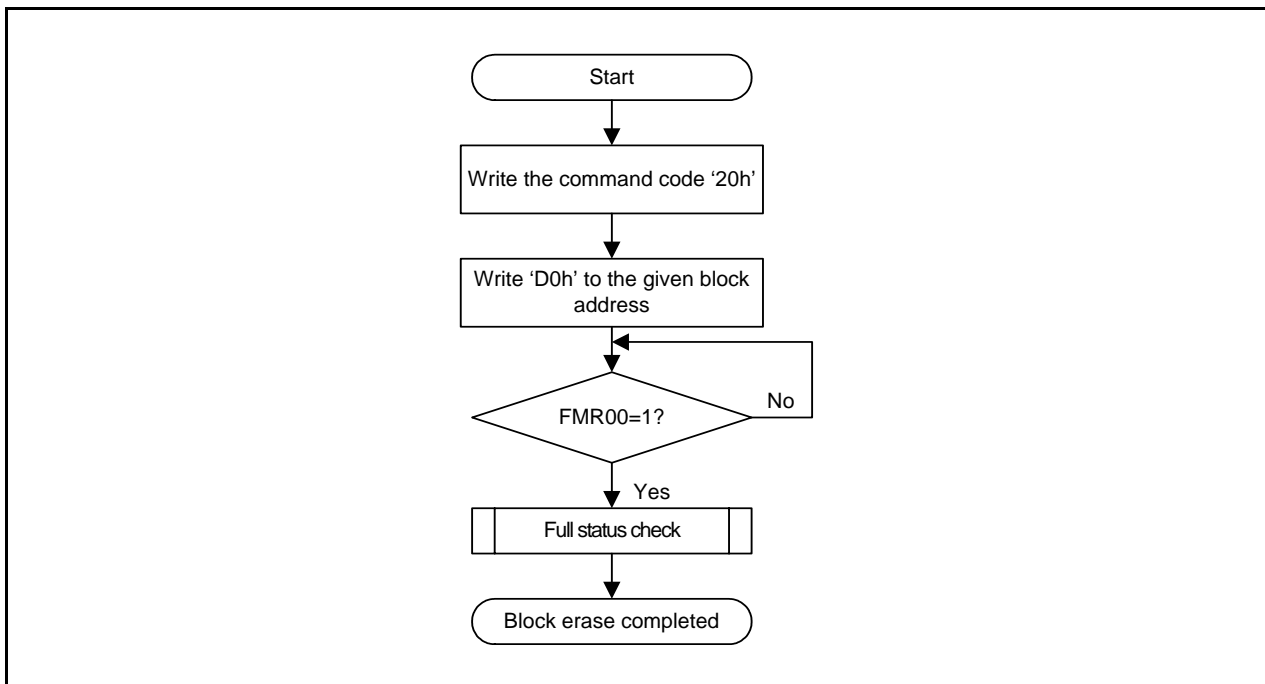 Start
Write the command code ‘20h’
Write ‘D0h’ to the given block
address
FMR00=1?
No
Yes
Full status check
Block erase completed